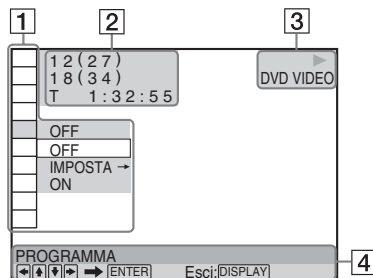 1
2
3
12(27)
18(34)
T 1:32:55
DVD VIDEO
OFF
OFF
IMPOSTA →
ON
PROGRAMMA
ENTER Esci: DISPLAY
4